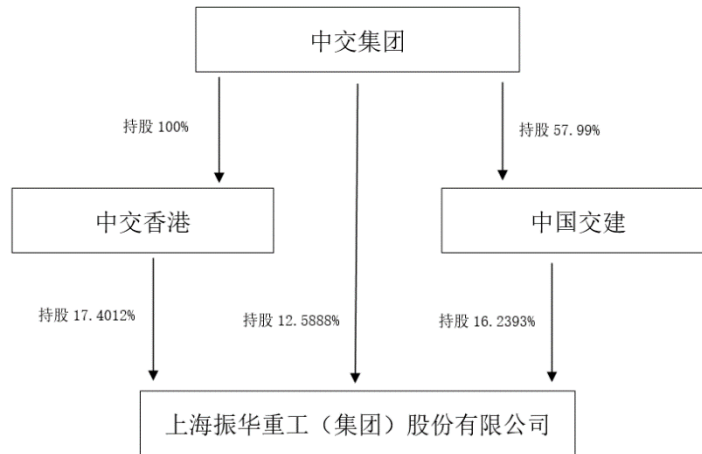 中交集团
持股 100%
持股 57.99%
中交香港
中国交建
持股 17.4012%
持股 12.5888%
持股 16.2393%
上海振华重工（集团）股份有限公司